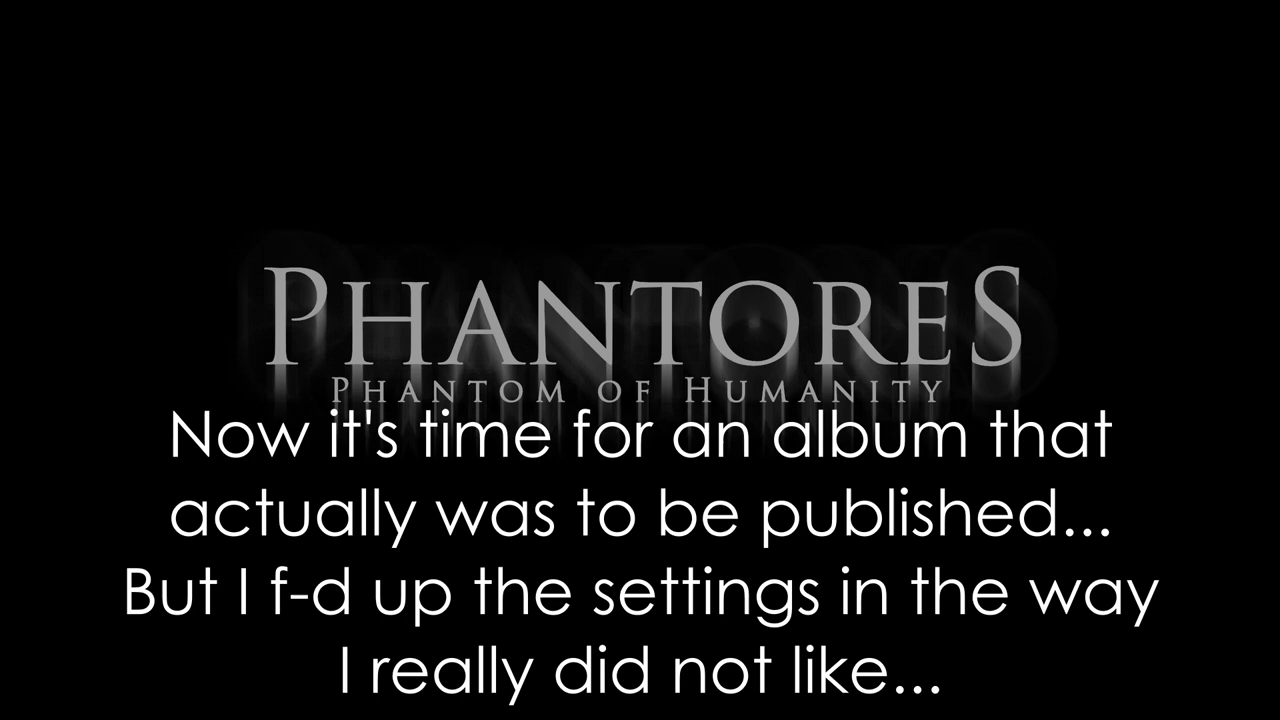 PHANTORES
PHANTOM OF HUMANITY
Now it's time for an album that
actually was to be published...
But I f-d up the settings in the way
I really did not like...